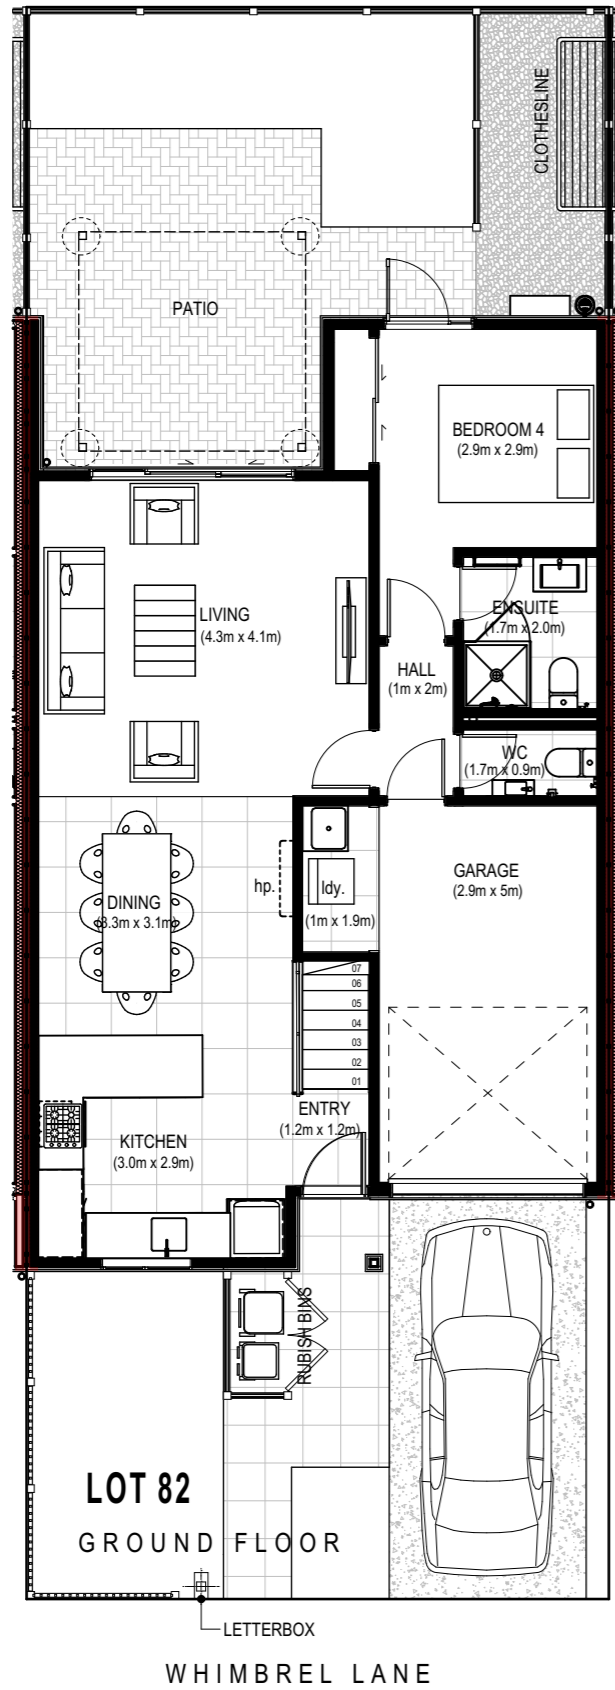 CLOTHESLINE
PATIO
BEDROOM 4
(2.9m x 2.9m)
LIVING
(4.3m x 4.1m)
ENSUITE
(1.7m x 2.0m)
HALL
(1m x 2m)
WC
(1.7m x 0.9m)
hp.
ldy.
(1m x 1.9m)
GARAGE
(2.9m x 5m)
DINING
(3.3m x 3.1m)
07
06
05
04
03
02
01
ENTRY
(1.2m x 1.2m)
KITCHEN
(3.0m x 2.9m)
RUBISH BINS
LOT 82
GROUND FLOOR
LETTERBOX
WHIMBREL LANE